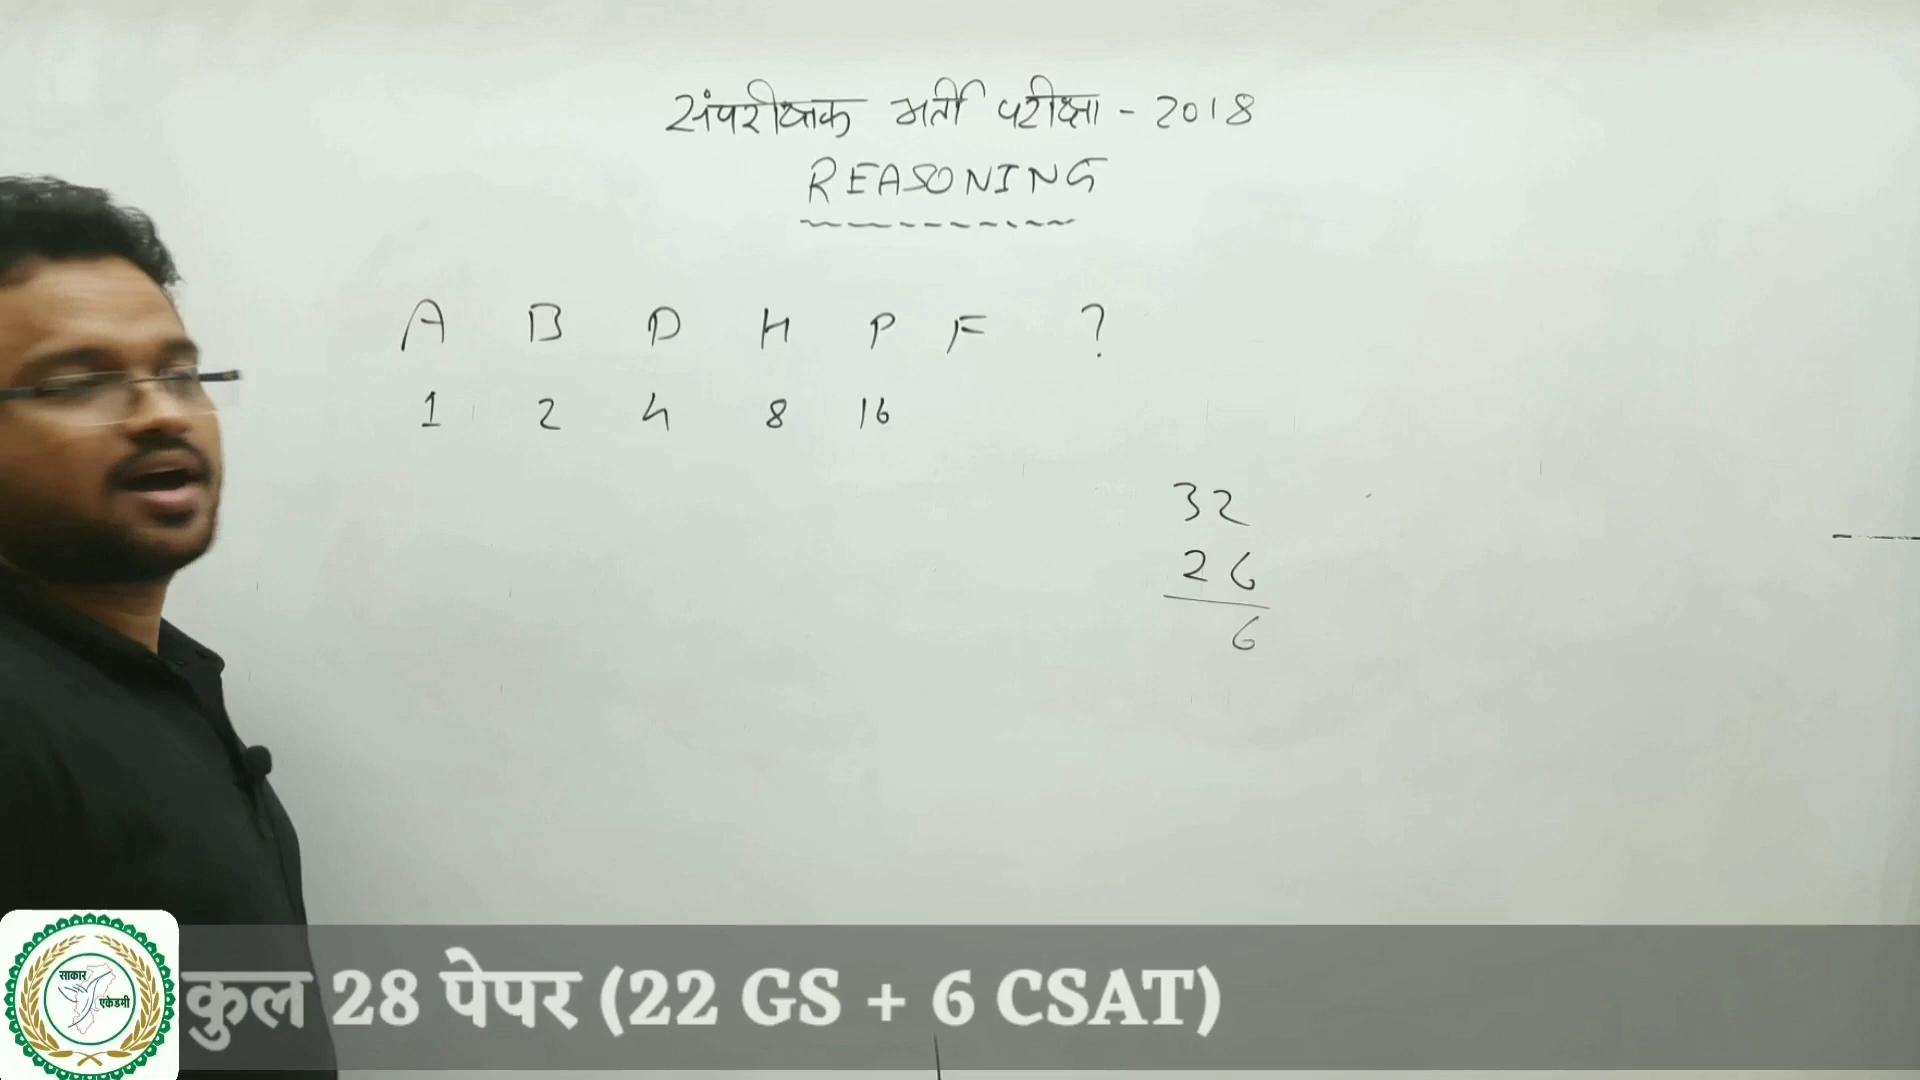 संपरीक्षक भर्ती परीक्षा - 2018
REASONING
A B D H P F ?
1 2 4 8 16
32
26
6
साकार
एकेडमी
कुल 28 पेपर (22 GS + 6 CSAT)